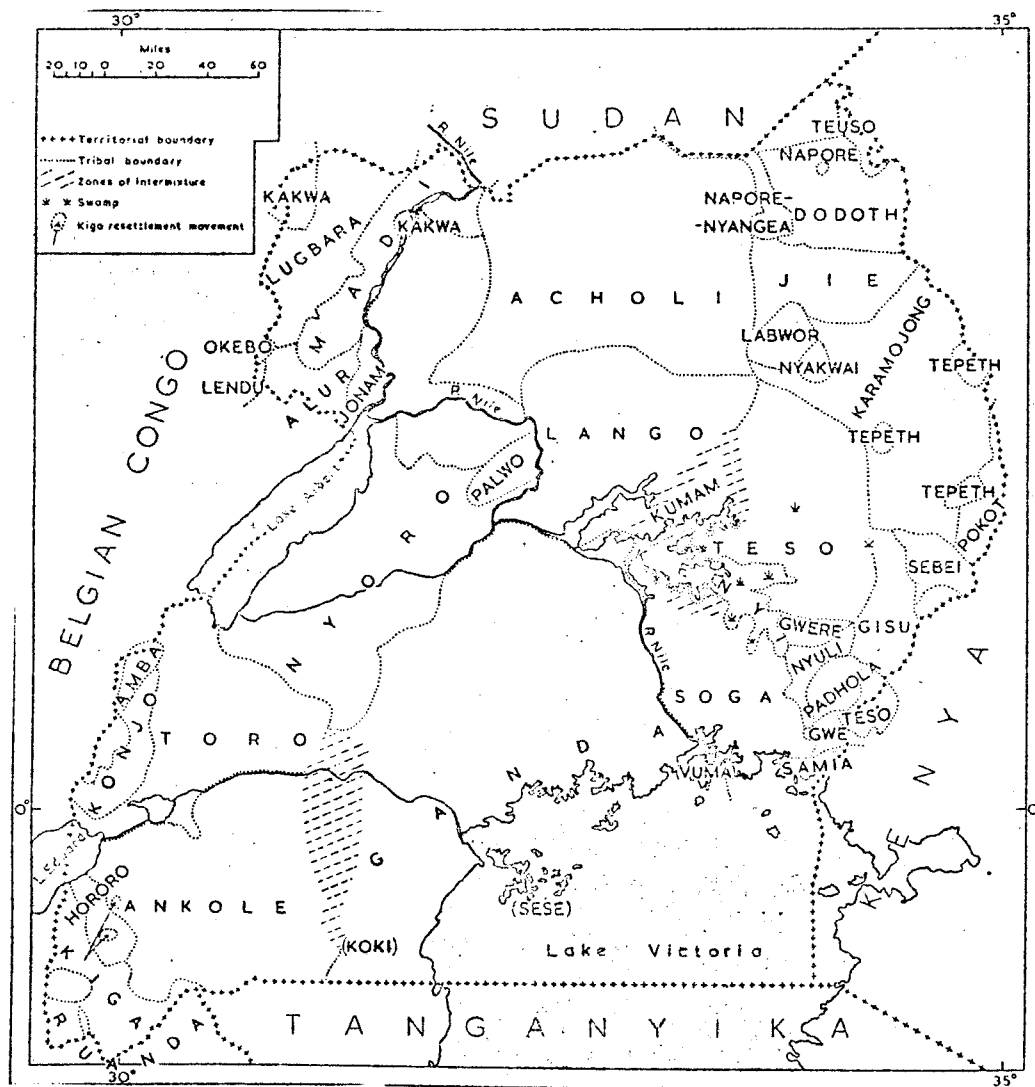 30°
35°
Miles
20 10 0 20 40 60
Territorial boundary
Tribal boundary
Zones of intermixture
Swamp
Kiga resettlement movement
SUDAN
R Nile
TEUSO
NAPORE
KAKWA
LUGBARA
MADI
KAKWA
NAPORE-
-NYANGEA
DODOTH
ACHOLI
JIE
OKEBO
LENDU
ALUR
JONAM
LABWOR
NYAKWAI
KARAMOJONG
TEPETH
BELGIAN CONGO
R Nile
LANGO
TEPETH
PALWO
Lake Albert
KUMAM
TEPETH
POKOT
NYORO
TESO
SEBEI
GWERE
GISU
NYULI
R Nile
AMBA
KONJO
TORO
SOGA
PADHOLA
TESO
GWE
SAMIA
VUMA
GANDA
KENYA
0°
0°
L Edward
HORORO
ANKOLE
(SESE)
(KOKI)
Lake Victoria
KIGA
RUANDA
TANGANYIKA
30°
35°